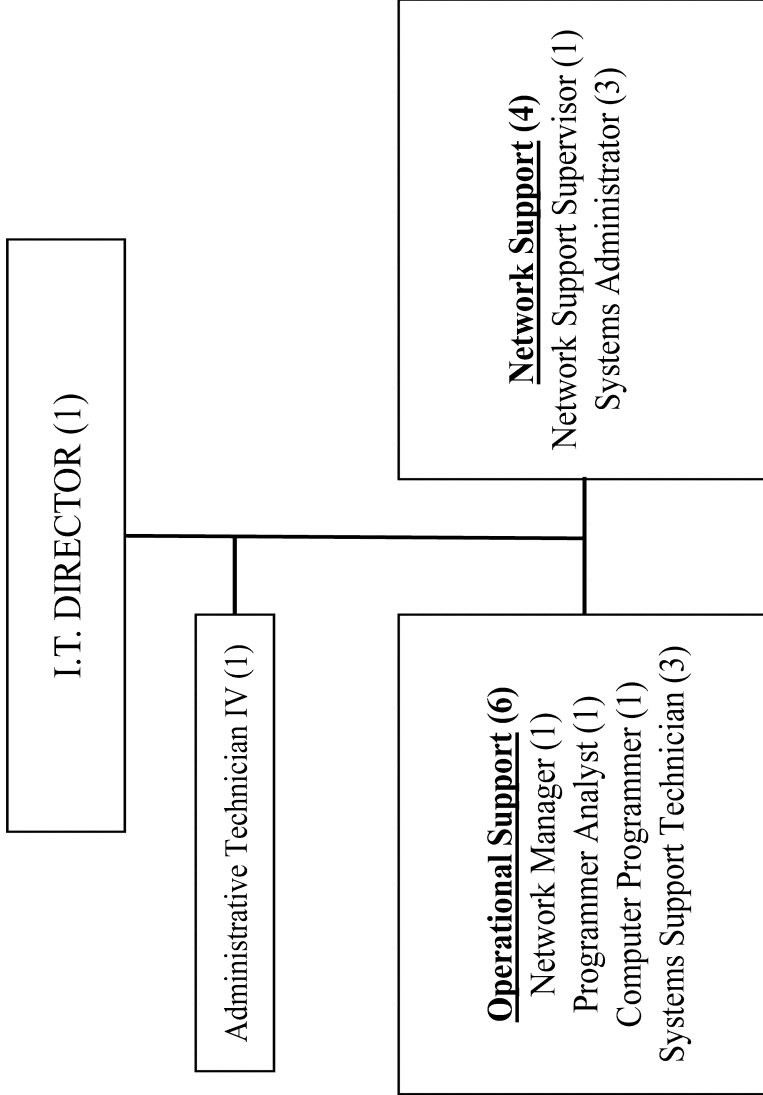 I.T. DIRECTOR (1)
Administrative Technician IV (1)
Operational Support (6)
Network Manager (1)
Programmer Analyst (1)
Computer Programmer (1)
Systems Support Technician (3)
Network Support (4)
Network Support Supervisor (1)
Systems Administrator (3)